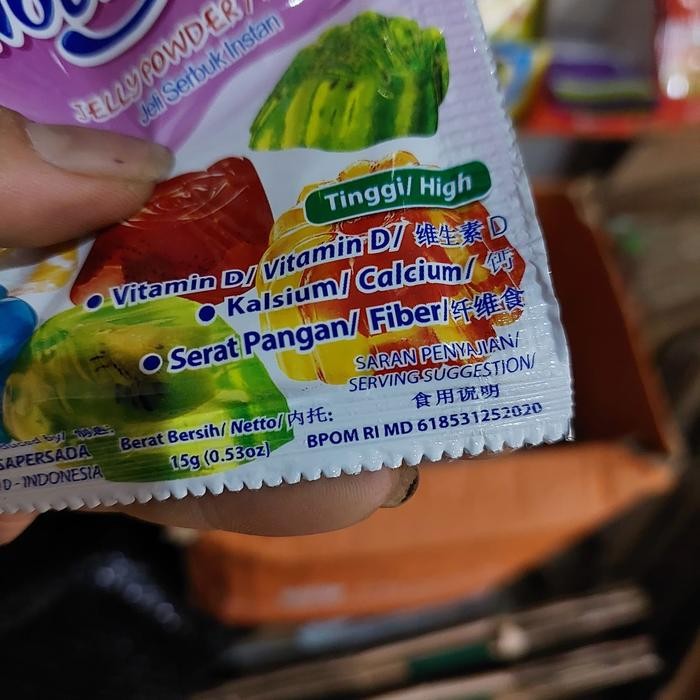 JELLY POWDER /
Jeli Serbuk Instan
Tinggi/ High
• Vitamin D/ Vitamin D/ 维生素 D
• Kalsium/ Calcium/ 钙
• Serat Pangan/ Fiber/纤维食
SARAN PENYAJIAN/
SERVING SUGGESTION/
食用说明
Berat Bersih/ Netto/内托:
15g (0.53oz)
BPOM RI MD 618531252020
SAPERSADA
D - INDONESIA